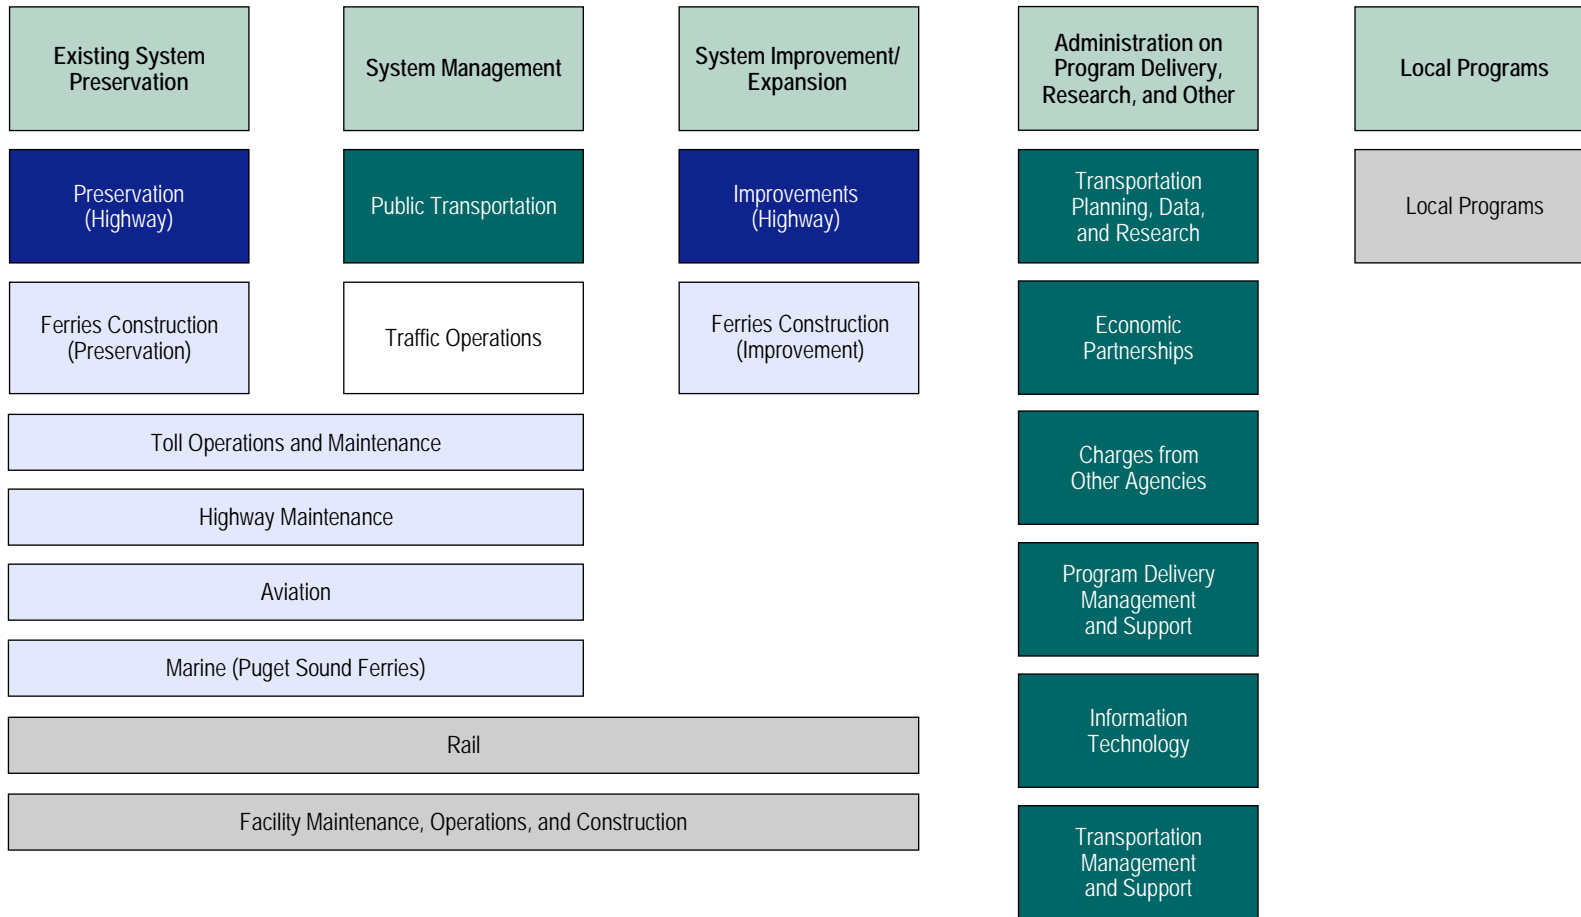 Existing System
Preservation
System Management
System Improvement/
Expansion
Administration on
Program Delivery,
Research, and Other
Local Programs
Preservation
(Highway)
Public Transportation
Improvements
(Highway)
Transportation
Planning, Data,
and Research
Local Programs
Ferries Construction
(Preservation)
Traffic Operations
Ferries Construction
(Improvement)
Economic
Partnerships
Toll Operations and Maintenance
Highway Maintenance
Aviation
Marine (Puget Sound Ferries)
Rail
Facility Maintenance, Operations, and Construction
Charges from
Other Agencies
Program Delivery
Management
and Support
Information
Technology
Transportation
Management
and Support